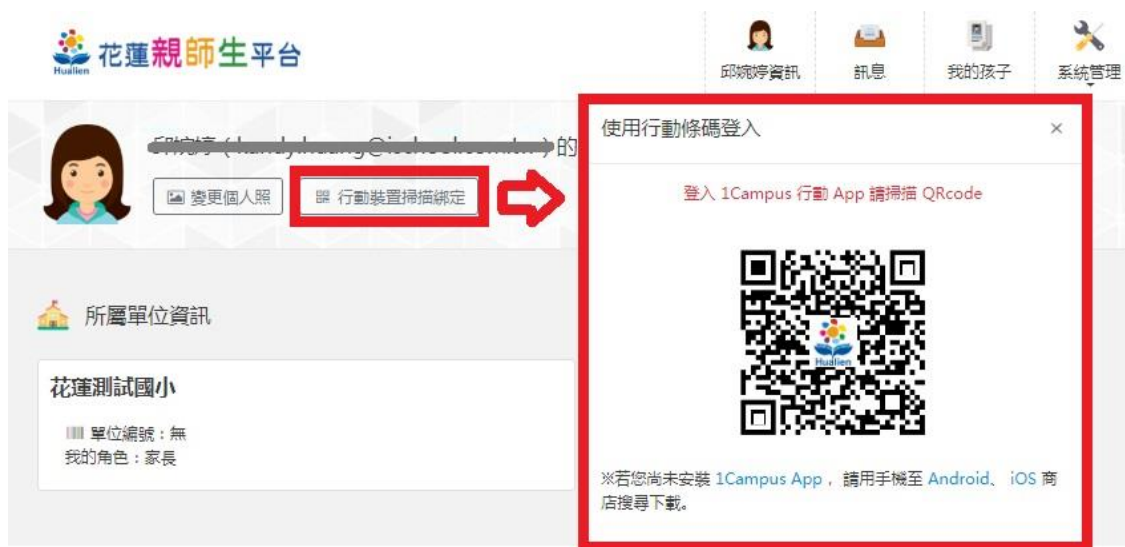 花蓮親師生平台
Hualien
邱婉婷資訊
訊息
我的孩子
系統管理
的
變更個人照
行動裝置掃描綁定
使用行動條碼登入
×
登入 1Campus 行動 App 請掃描 QRcode
Hualien
所屬單位資訊
花蓮測試國小
單位編號：無
我的角色：家長
※若您尚未安裝 1Campus App， 請用手機至 Android、 iOS 商
店搜尋下載。